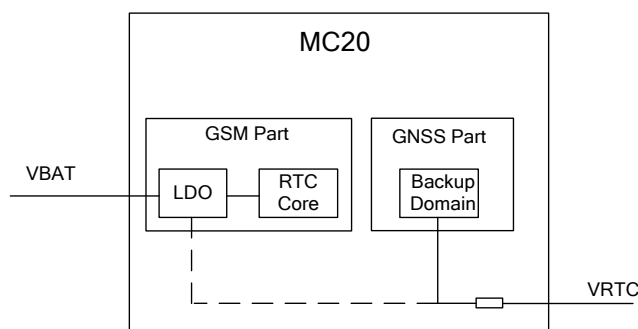 MC20
GSM Part
GNSS Part
VBAT
LDO
RTC
Core
Backup
Domain
VRTC